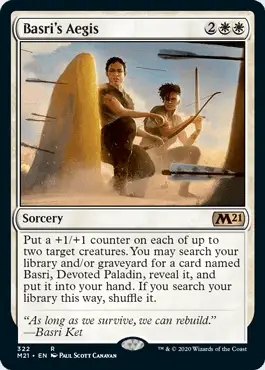 Basri's Aegis 2
Sorcery M21
Put a +1/+1 counter on each of up
to two target creatures. You may search your
library and/or graveyard for a card named
Basri, Devoted Paladin, reveal it, and
put it into your hand. If you search your
library this way, shuffle it.
"As long as we survive, we can rebuild."
—Basri Ket
322 R
M21 • EN PAUL SCOTT CANAVAN
™ & © 2020 Wizards of the Coast